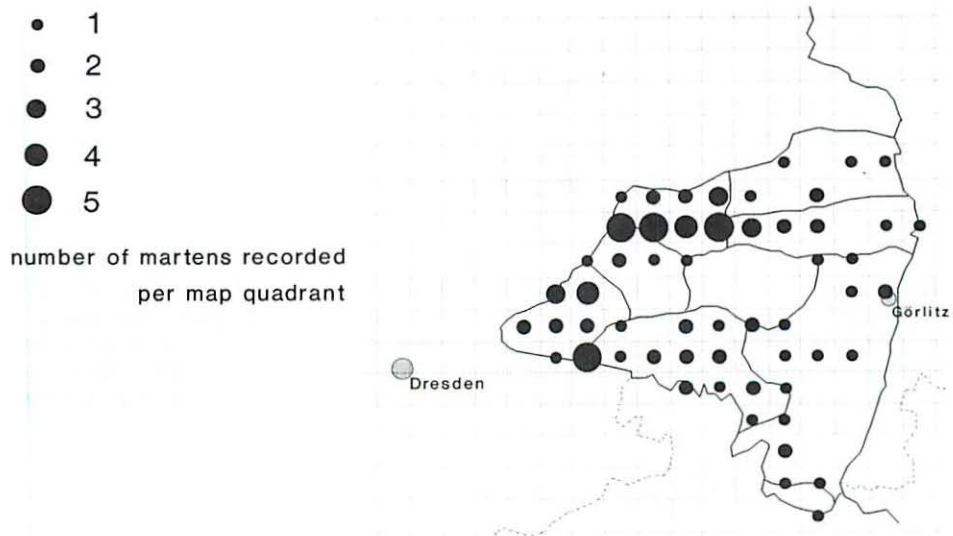 1
2
3
4
5
number of martens recorded
per map quadrant
Görlitz
Dresden